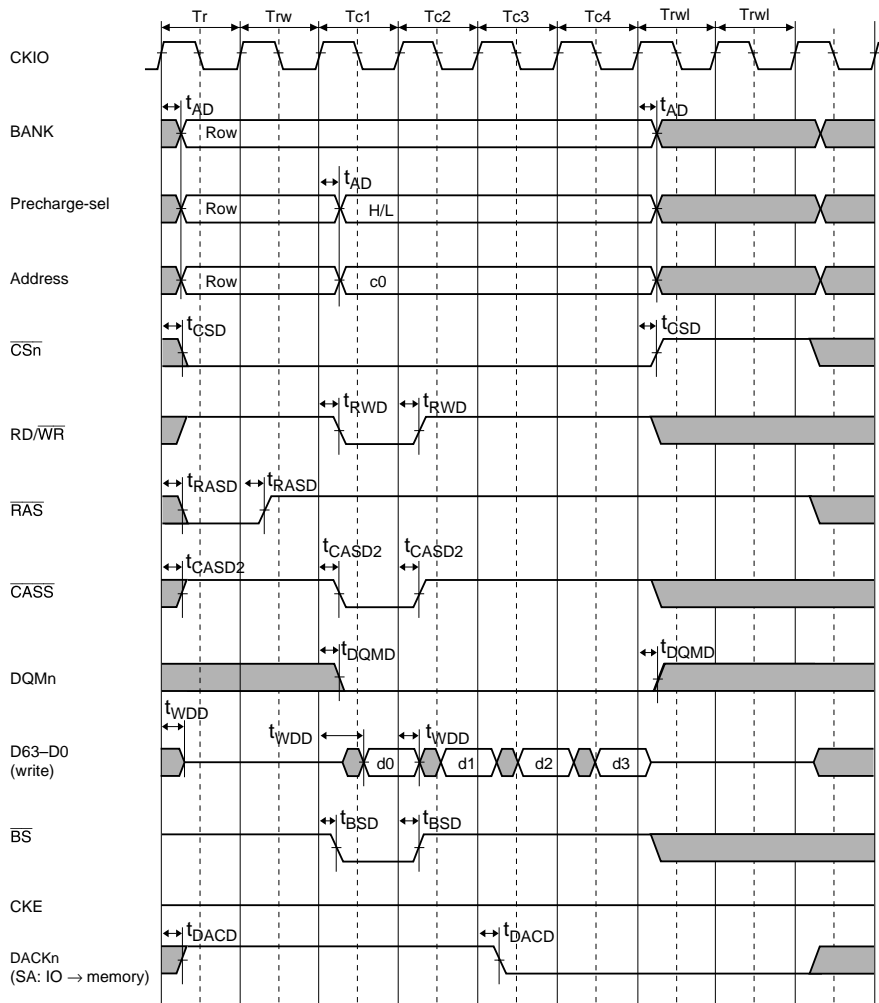 Tr Trw Tc1 Tc2 Tc3 Tc4 Trwl Trwl
CKIO
tAD tAD
BANK Row
tAD
Precharge-sel Row H/L
Address Row c0
tCSD tCSD
CSn
tRWD tRWD
RD/WR
tRASD tRASD
RAS
tCASD2 tCASD2 tCASD2
CASS
tDQMD tDQMD
DQMn
tWDD tWDD tWDD
D63–D0 d0 d1 d2 d3
(write)
tBSD tBSD
BS
CKE
tDACD tDACD
DACKn
(SA: IO → memory)